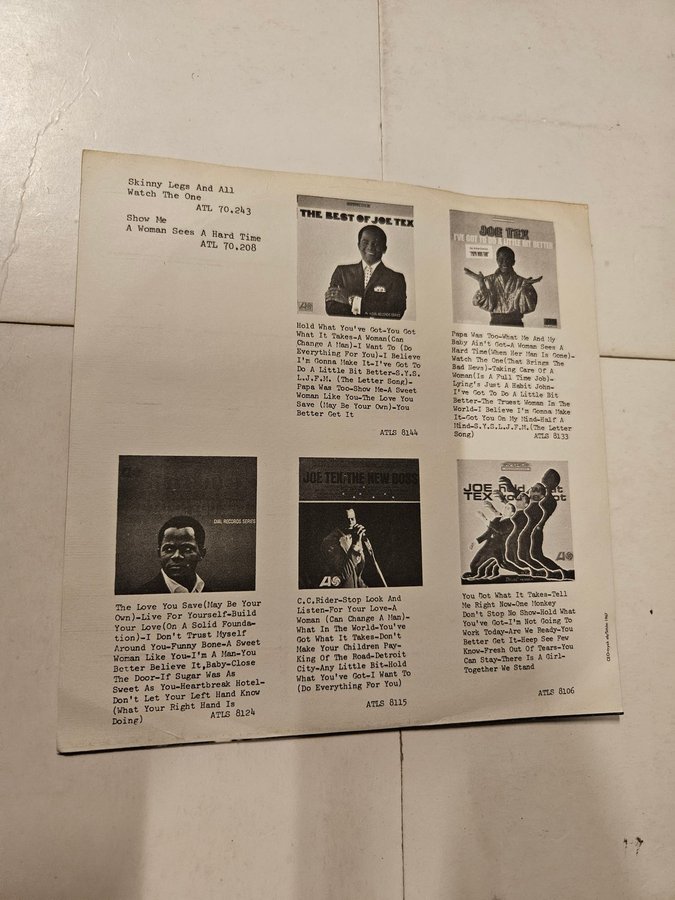 Skinny Legs And All
Watch The One
ATL 70.243
Show Me
A Woman Sees A Hard Time
ATL 70.208
THE BEST OF JOE TEX
Hold What You've Got-You Got
What It Takes-A Woman(Can
Change A Man)-I Want To (Do
Everything For You)-I Believe
I'm Gonna Make It-I've Got To
Do A Little Bit Better-S.Y.S.
L.J.F.M. (The Letter Song)-
Papa Was Too-Show Me-A Sweet
Woman Like You-The Love You
Save (May Be Your Own)-You
Better Get It
ATLS 8144
JOE TEX
I'VE GOT TO DO A LITTLE BIT BETTER
Papa Was Too-What Me And My
Baby Ain't Got-A Woman Sees A
Hard Time(When Her Man Is Gone)-
Watch The One(That Brings The
Bad News)-Taking Care Of A
Woman(Is A Full Time Job)-
Lying's Just A Habit John-
I've Got To Do A Little Bit
Better-The Truest Woman In The
World-I Believe I'm Gonna Make
It-Got You On My Mind-Half A
Mind-S.Y.S.L.J.F.M.(The Letter
Song)
ATLS 8133
DIAL RECORDS SERIES
The Love You Save(May Be Your
Own)-Live For Yourself-Build
Your Love(On A Solid Founda-
tion)-I Don't Trust Myself
Around You-Funny Bone-A Sweet
Woman Like You-I'm A Man-You
Better Believe It,Baby-Close
The Door-If Sugar Was As
Sweet As You-Heartbreak Hotel-
Don't Let Your Left Hand Know
(What Your Right Hand Is
Doing)
ATLS 8124
JOE TEX:THE NEW BOSS
C.C.Rider-Stop Look And
Listen-For Your Love-A
Woman (Can Change A Man)-
What In The World-You've
Got What It Takes-Don't
Make Your Children Pay-
King Of The Road-Detroit
City-Any Little Bit-Hold
What You've Got-I Want To
(Do Everything For You)
ATLS 8115
JOE hold what
TEX you've got
You Got What It Takes-Tell
Me Right Now-One Monkey
Don't Stop No Show-Hold What
You've Got-I'm Not Going To
Work Today-Are We Ready-You
Better Get It-Heep See Few
Know-Fresh Out Of Tears-You
Can Stay-There Is A Girl-
Together We Stand
ATLS 8106